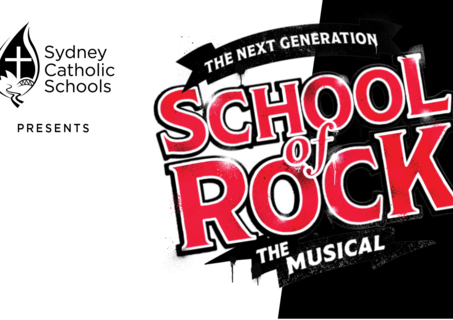 Sydney
Catholic
Schools
PRESENTS
THE NEXT GENERATION
SCHOOL
of
ROCK
THE MUSICAL